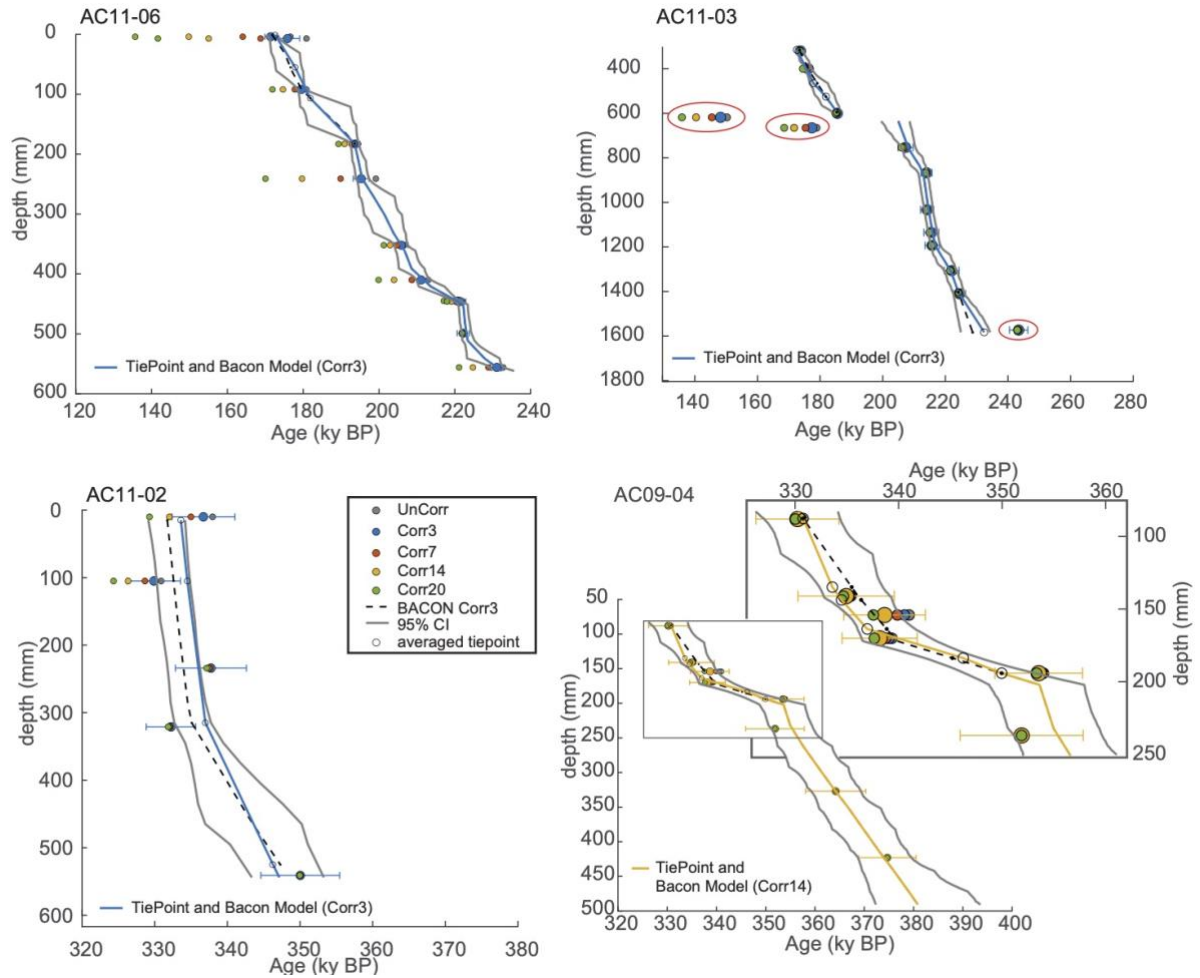 AC11-06
0
100
200
300
400
500
600
depth (mm)
TiePoint and Bacon Model (Corr3)
120 140 160 180 200 220 240
Age (ky BP)
AC11-03
400
600
800
1000
1200
1400
1600
1800
depth (mm)
TiePoint and Bacon Model (Corr3)
140 160 180 200 220 240 260 280
Age (ky BP)
AC11-02
0
100
200
300
400
500
600
depth (mm)
UnCorr
Corr3
Corr7
Corr14
Corr20
BACON Corr3
95% CI
averaged tiepoint
TiePoint and Bacon Model (Corr3)
320 330 340 350 360 370 380
Age (ky BP)
AC09-04
Age (ky BP)
330 340 350 360
100
150
200
250
depth (mm)
50
100
150
200
250
300
350
400
450
500
depth (mm)
TiePoint and
Bacon Model (Corr14)
320 330 340 350 360 370 380 390 400
Age (ky BP)